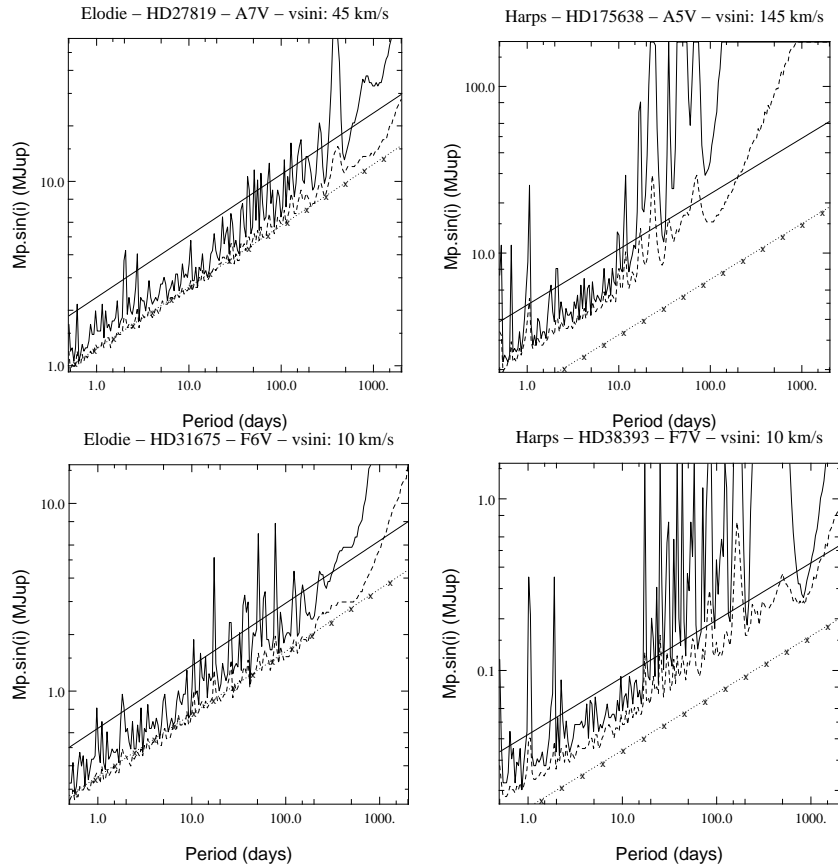 Elodie – HD27819 – A7V – vsini: 45 km/s
Mp.sin(i) (MJup)
10.0
1.0
1.0 10.0 100.0 1000.
Period (days)
Harps – HD175638 – A5V – vsini: 145 km/s
Mp.sin(i) (MJup)
100.0
10.0
1.0 10.0 100.0 1000.
Period (days)
Elodie – HD31675 – F6V – vsini: 10 km/s
Mp.sin(i) (MJup)
10.0
1.0
1.0 10.0 100.0 1000.
Period (days)
Harps – HD38393 – F7V – vsini: 10 km/s
Mp.sin(i) (MJup)
1.0
0.1
1.0 10.0 100.0 1000.
Period (days)